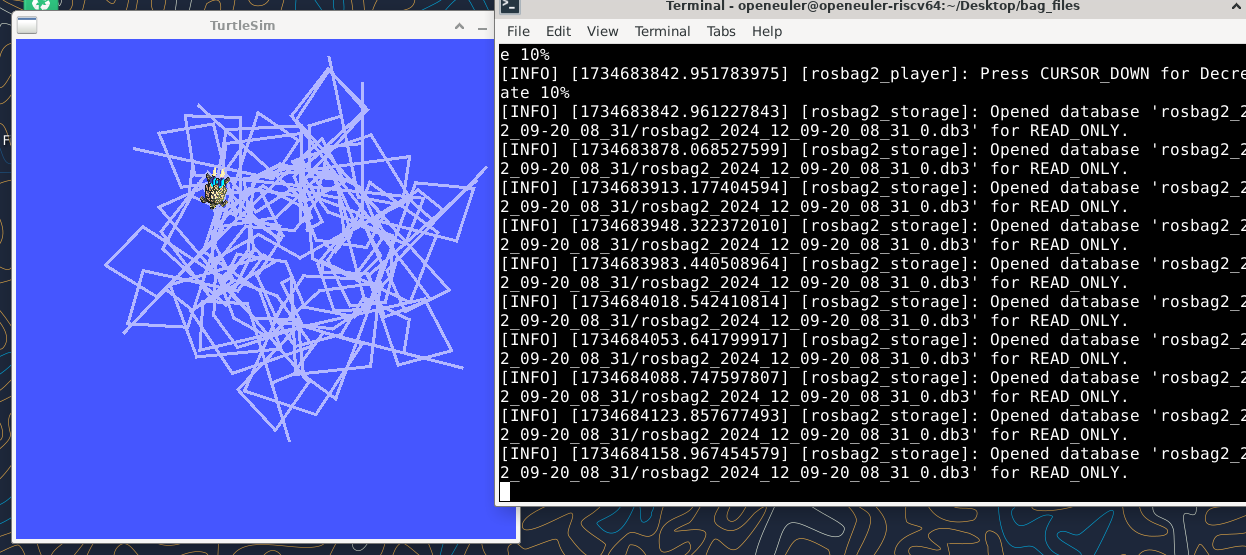 TurtleSim
Terminal - openeuler@openeuler-riscv64:~/Desktop/bag_files
File Edit View Terminal Tabs Help
e 10%
[INFO] [1734683842.951783975] [rosbag2_player]: Press CURSOR_DOWN for Decre
ate 10%
[INFO] [1734683842.961227843] [rosbag2_storage]: Opened database 'rosbag2_2
2_09-20_08_31/rosbag2_2024_12_09-20_08_31_0.db3' for READ_ONLY.
[INFO] [1734683878.068527599] [rosbag2_storage]: Opened database 'rosbag2_2
2_09-20_08_31/rosbag2_2024_12_09-20_08_31_0.db3' for READ_ONLY.
[INFO] [1734683913.177404594] [rosbag2_storage]: Opened database 'rosbag2_2
2_09-20_08_31/rosbag2_2024_12_09-20_08_31_0.db3' for READ_ONLY.
[INFO] [1734683948.322372010] [rosbag2_storage]: Opened database 'rosbag2_2
2_09-20_08_31/rosbag2_2024_12_09-20_08_31_0.db3' for READ_ONLY.
[INFO] [1734683983.440508964] [rosbag2_storage]: Opened database 'rosbag2_2
2_09-20_08_31/rosbag2_2024_12_09-20_08_31_0.db3' for READ_ONLY.
[INFO] [1734684018.542410814] [rosbag2_storage]: Opened database 'rosbag2_2
2_09-20_08_31/rosbag2_2024_12_09-20_08_31_0.db3' for READ_ONLY.
[INFO] [1734684053.641799917] [rosbag2_storage]: Opened database 'rosbag2_2
2_09-20_08_31/rosbag2_2024_12_09-20_08_31_0.db3' for READ_ONLY.
[INFO] [1734684088.747597807] [rosbag2_storage]: Opened database 'rosbag2_2
2_09-20_08_31/rosbag2_2024_12_09-20_08_31_0.db3' for READ_ONLY.
[INFO] [1734684123.857677493] [rosbag2_storage]: Opened database 'rosbag2_2
2_09-20_08_31/rosbag2_2024_12_09-20_08_31_0.db3' for READ_ONLY.
[INFO] [1734684158.967454579] [rosbag2_storage]: Opened database 'rosbag2_2
2_09-20_08_31/rosbag2_2024_12_09-20_08_31_0.db3' for READ_ONLY.